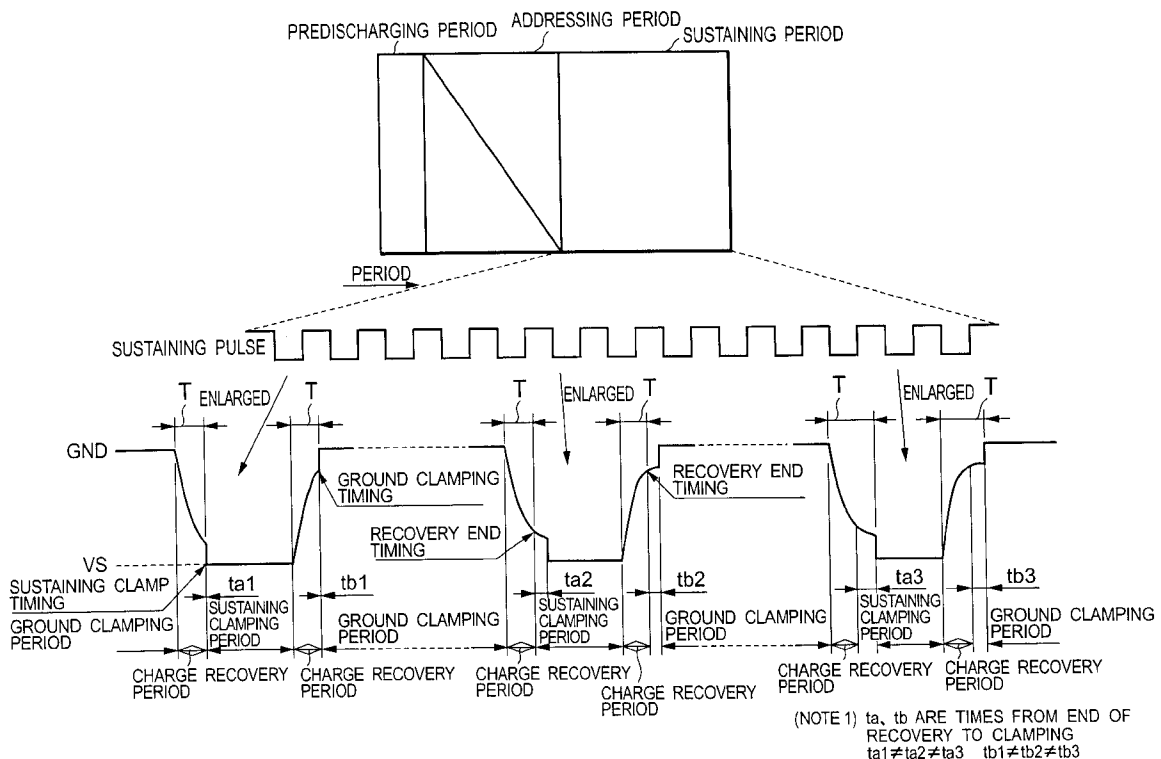 PREDISCHARGING PERIOD
ADDRESSING PERIOD
SUSTAINING PERIOD
PERIOD
SUSTAINING PULSE
T
ENLARGED
T
T
ENLARGED
T
T
ENLARGED
T
GND
GROUND CLAMPING
TIMING
RECOVERY END
TIMING
RECOVERY END
TIMING
VS
SUSTAINING CLAMP
TIMING
ta1
tb1
ta2
tb2
ta3
tb3
GROUND CLAMPING
PERIOD
SUSTAINING
CLAMPING
PERIOD
GROUND CLAMPING
PERIOD
SUSTAINING
CLAMPING
PERIOD
GROUND CLAMPING
PERIOD
SUSTAINING
CLAMPING
PERIOD
GROUND CLAMPING
PERIOD
CHARGE RECOVERY
PERIOD
CHARGE RECOVERY
PERIOD
CHARGE RECOVERY
PERIOD
CHARGE RECOVERY
PERIOD
CHARGE RECOVERY
PERIOD
CHARGE RECOVERY
PERIOD
(NOTE 1) ta、tb ARE TIMES FROM END OF
RECOVERY TO CLAMPING
ta1≠ta2≠ta3 tb1≠tb2≠tb3